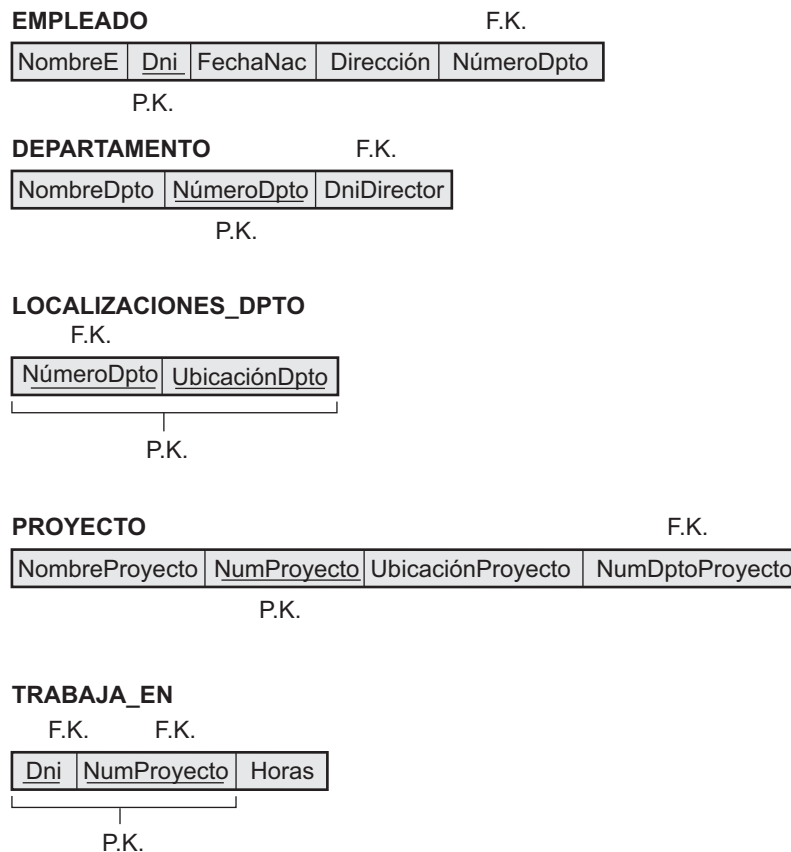 EMPLEADO F.K.
NombreE Dni FechaNac Dirección NúmeroDpto
P.K.
DEPARTAMENTO F.K.
NombreDpto NúmeroDpto DniDirector
P.K.
LOCALIZACIONES_DPTO
F.K.
NúmeroDpto UbicaciónDpto
P.K.
PROYECTO F.K.
NombreProyecto NumProyecto UbicaciónProyecto NumDptoProyecto
P.K.
TRABAJA_EN
F.K. F.K.
Dni NumProyecto Horas
P.K.